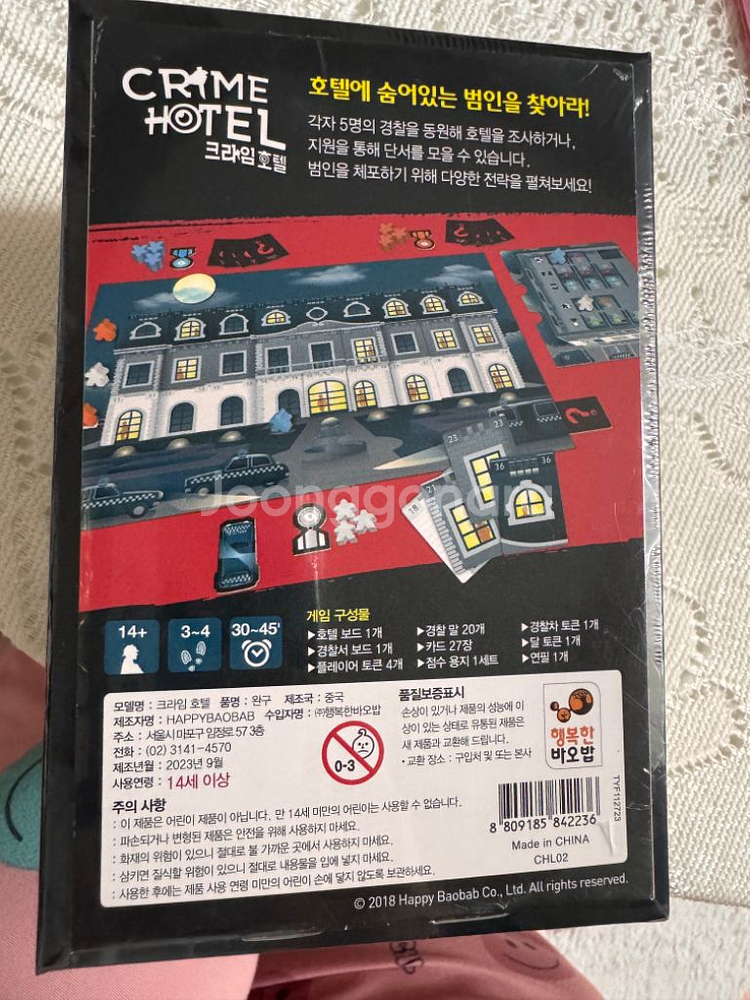 CRIME
HOTEL
크라임 호텔
호텔에 숨어있는 범인을 찾아라!
각자 5명의 경찰을 동원해 호텔을 조사하거나,
지원을 통해 단서를 모을 수 있습니다.
범인을 체포하기 위해 다양한 전략을 펼쳐보세요!
23
23
36
36
21
18
Joonggonara
14+
3~4
30~45'
게임 구성물
▶호텔 보드 1개
▶경찰서 보드 1개
▶플레이어 토큰 4개
▶경찰 말 20개
▶카드 27장
▶점수 용지 1세트
▶경찰차 토큰 1개
▶달 토큰 1개
▶연필 1개
모델명 : 크라임 호텔 품명 : 완구 제조국 : 중국
제조자명 : HAPPYBAOBAB 수입자명 : ㈜행복한바오밥
주소 : 서울시 마포구 잉정로 57 3층
전화 : (02) 3141-4570
제조년월 : 2023년 9월
사용연령 : 14세 이상
0-3
품질보증표시
손상이 있거나 제품의 성능에 이
상이 있는 상태로 유통된 제품은
새 제품과 교환해 드립니다.
• 교환 장소 : 구입처 및 또는 본사
행복한
바오밥
주의 사항
: 이 제품은 어린이 제품이 아닙니다. 만 14세 미만의 어린이는 사용할 수 없습니다.
: 파손되거나 변형된 제품은 안전을 위해 사용하지 마세요.
: 화재의 위험이 있으니 절대로 불 가까운 곳에서 사용하지 마세요.
: 삼키면 질식할 위험이 있으니 절대로 내용물을 입에 넣지 마세요.
: 사용한 후에는 제품 사용 연령 미만의 어린이 손에 닿지 않도록 보관하세요.
8 809185 842236
Made in CHINA
CHL02
TYF112723
© 2018 Happy Baobab Co., Ltd. All rights reserved.